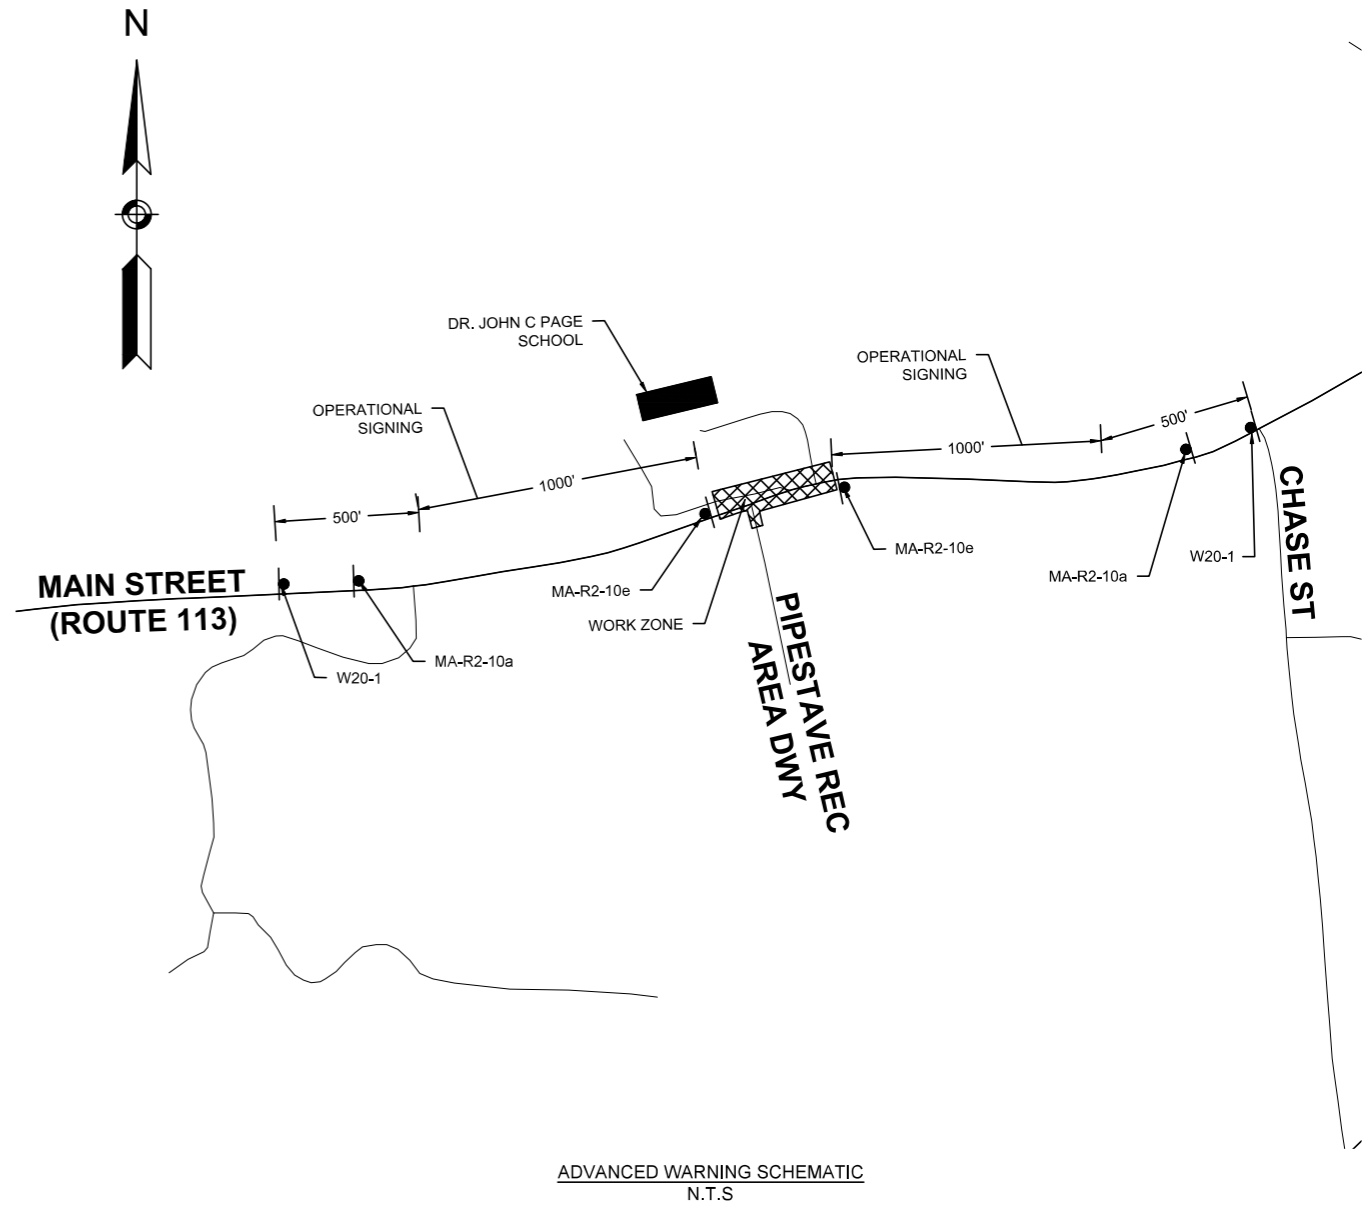 N
DR. JOHN C PAGE
SCHOOL
OPERATIONAL
SIGNING
OPERATIONAL
SIGNING
500'
1000'
1000'
500'
MAIN STREET
(ROUTE 113)
W20-1
MA-R2-10a
MA-R2-10e
WORK ZONE
MA-R2-10e
MA-R2-10a
W20-1
CHASE ST
PIPESTAVE REC
AREA DWY
ADVANCED WARNING SCHEMATIC
N.T.S